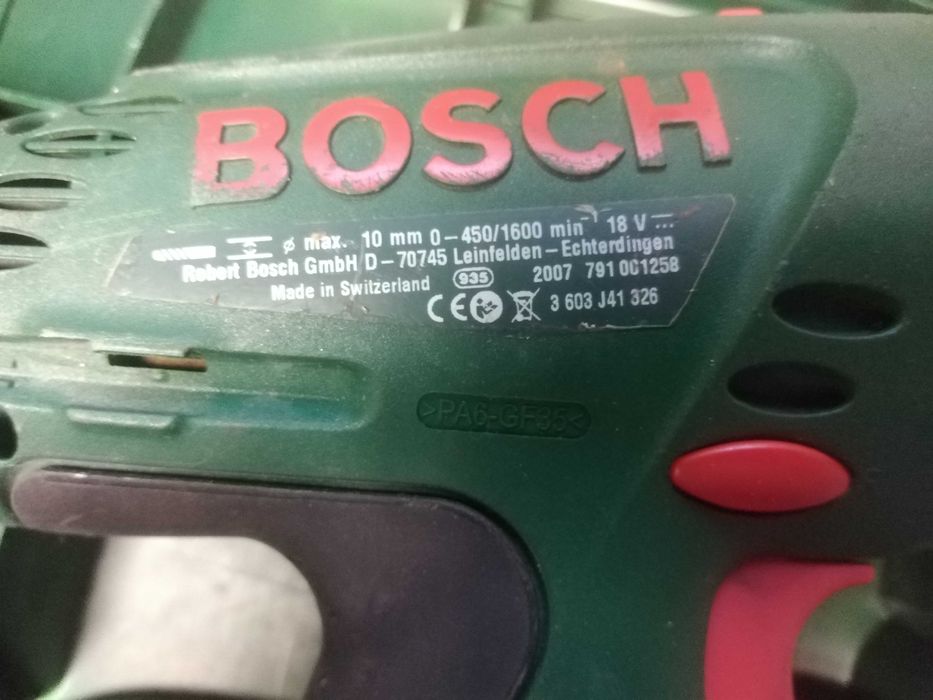 BOSCH
ø max. 10 mm 0-450/1600 min⁻¹ 18 V
Robert Bosch GmbH D-70745 Leinfelden-Echterdingen
Made in Switzerland 935 2007 791 001258
CE 3 603 J41 326
>PA6-GF35<